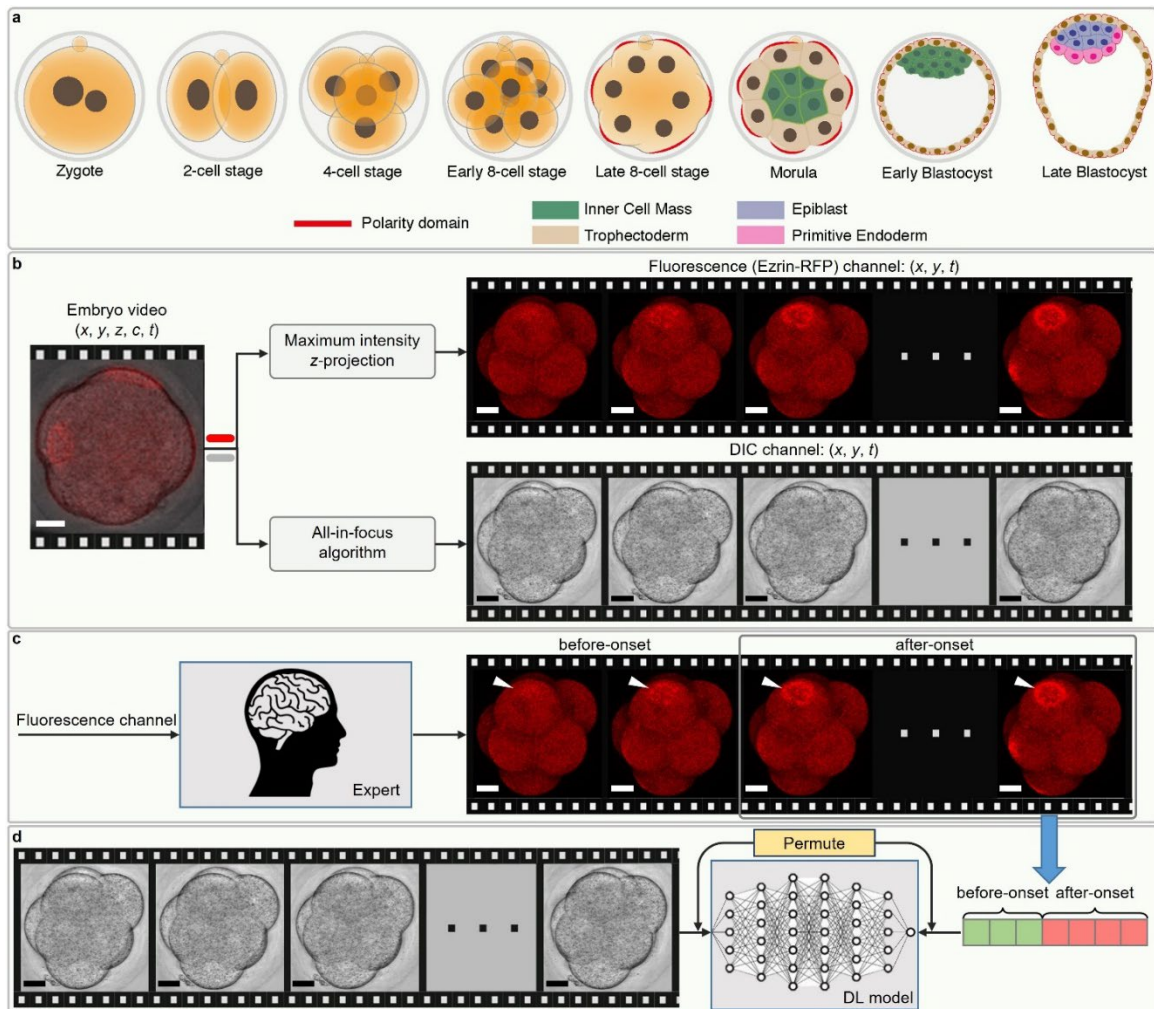 a
Zygote
2-cell stage
4-cell stage
Early 8-cell stage
Late 8-cell stage
Morula
Early Blastocyst
Late Blastocyst
Polarity domain
Inner Cell Mass
Trophectoderm
Epiblast
Primitive Endoderm
b
Embryo video
(x, y, z, c, t)
Maximum intensity
z-projection
All-in-focus
algorithm
Fluorescence (Ezrin-RFP) channel: (x, y, t)
DIC channel: (x, y, t)
c
Fluorescence channel
Expert
before-onset
after-onset
d
Permute
DL model
before-onset after-onset